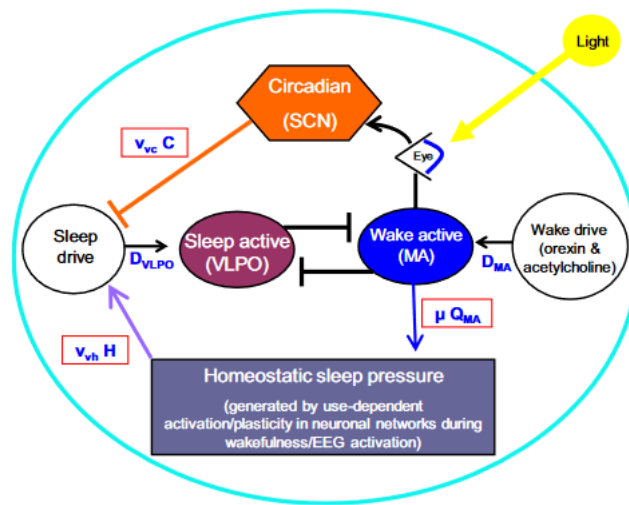 Light
Circadian
(SCN)
v_vc C
Eye
Sleep
drive
D_VLPO
Sleep active
(VLPO)
Wake active
(MA)
D_MA
Wake drive
(orexin &
acetylcholine)
μ Q_MA
v_vh H
Homeostatic sleep pressure
(generated by use-dependent
activation/plasticity in neuronal networks during
wakefulness/EEG activation)